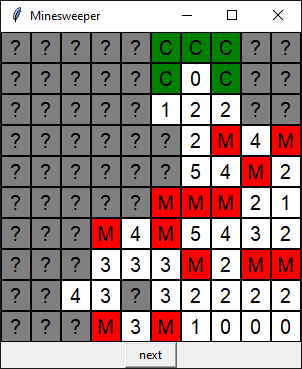 Minesweeper
? ? ? ? ? C C C ? ?
? ? ? ? ? C 0 C ? ?
? ? ? ? ? 1 2 2 ? ?
? ? ? ? ? ? 2 M 4 M
? ? ? ? ? ? 5 4 M 2
? ? ? ? ? M M M 2 1
? ? ? M 4 M 5 4 3 2
? ? ? 3 3 3 M 2 M M
? ? 4 3 ? 3 2 2 2 2
? ? ? M 3 M 1 0 0 0
next